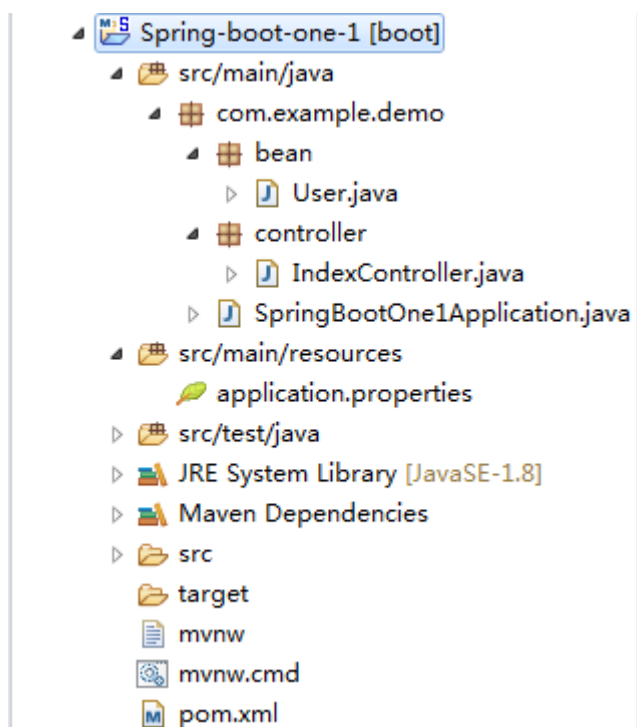 Spring-boot-one-1 [boot]
src/main/java
com.example.demo
bean
User.java
controller
IndexController.java
SpringBootOne1Application.java
src/main/resources
application.properties
src/test/java
JRE System Library [JavaSE-1.8]
Maven Dependencies
src
target
mvnw
mvnw.cmd
pom.xml